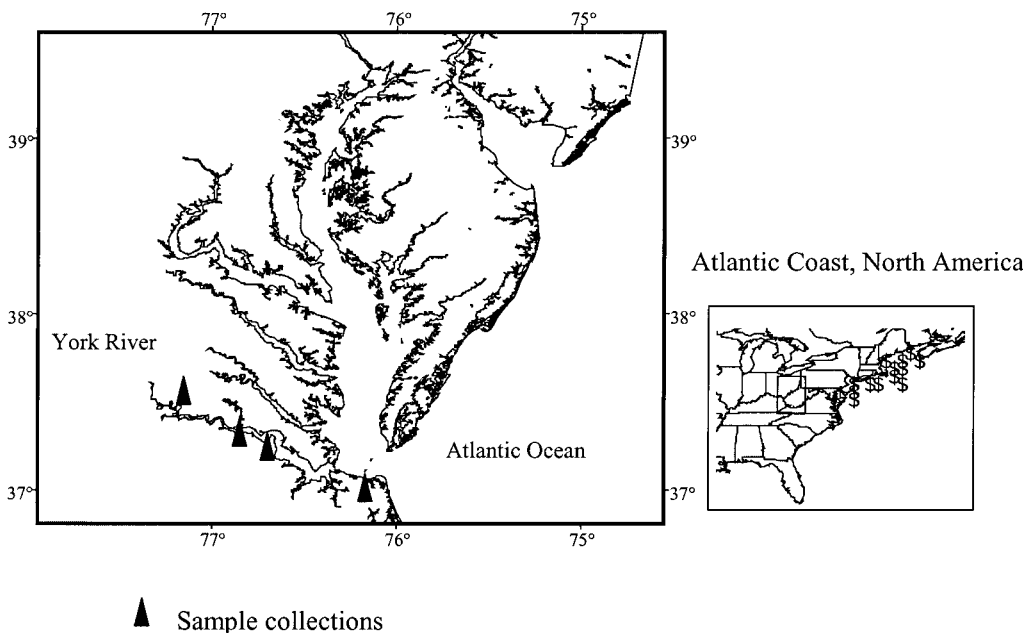 77° 76°
39° 39°
Atlantic Coast, North America
38° 38°
York River
Atlantic Ocean
37° 37°
77° 76° 75°
Sample collections